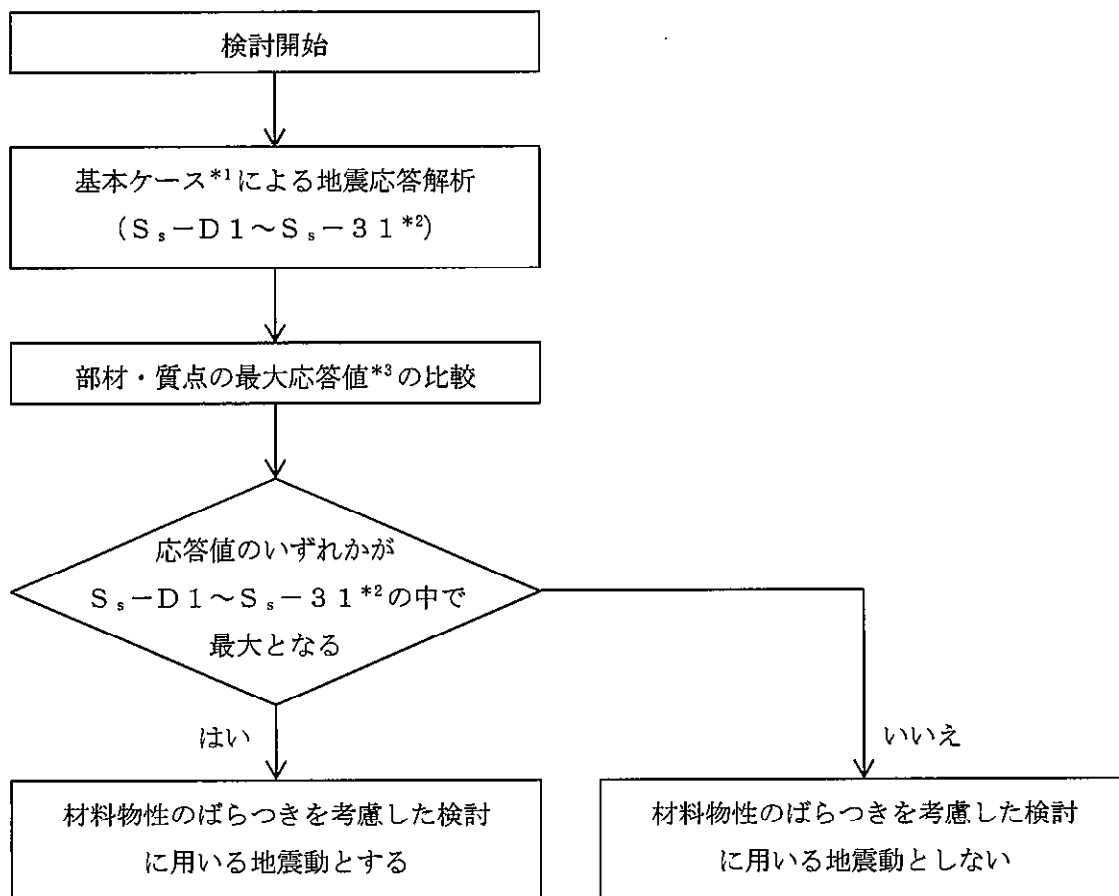 検討開始
基本ケース*1による地震応答解析
（Ｓｓ－Ｄ１～Ｓｓ－３１*2）
部材・質点の最大応答値*3の比較
応答値のいずれかが
Ｓｓ－Ｄ１～Ｓｓ－３１*2の中で
最大となる
はい
いいえ
材料物性のばらつきを考慮した検討
に用いる地震動とする
材料物性のばらつきを考慮した検討
に用いる地震動としない